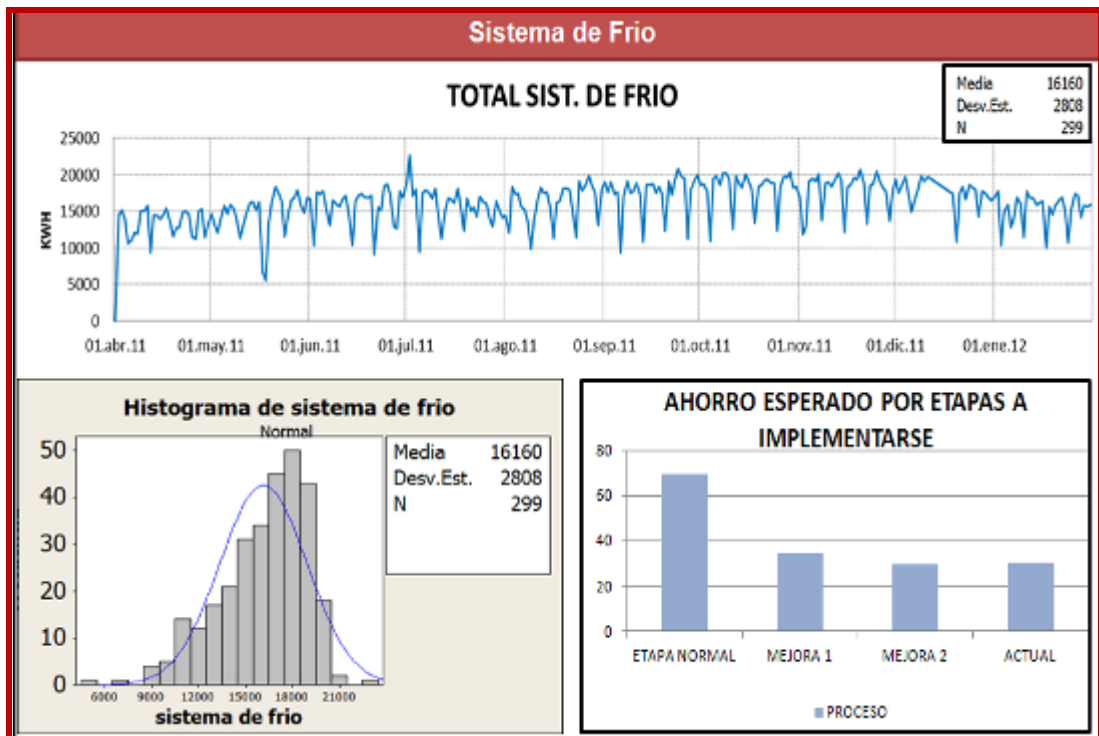 Sistema de Frio
TOTAL SIST. DE FRIO
Media 16160
Desv.Est. 2808
N 299
KWH
25000
20000
15000
10000
5000
0
01.abr.11 01.may.11 01.jun.11 01.jul.11 01.ago.11 01.sep.11 01.oct.11 01.nov.11 01.dic.11 01.ene.12
Histograma de sistema de frio
Normal
Media 16160
Desv.Est. 2808
N 299
50
40
30
20
10
0
6000 9000 12000 15000 18000 21000
sistema de frio
AHORRO ESPERADO POR ETAPAS A
IMPLEMENTARSE
80
60
40
20
0
ETAPA NORMAL MEJORA 1 MEJORA 2 ACTUAL
PROCESO